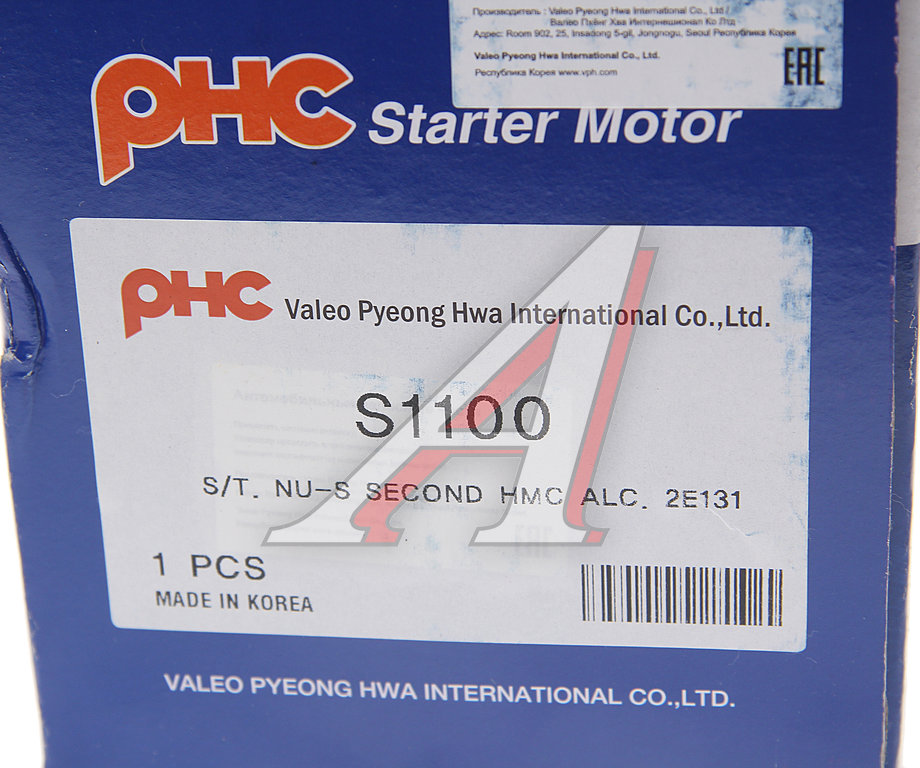 Производитель : Valeo Pyeong Hwa International Co., Ltd /
Валео Пхёнг Хва Интернешионал Ко Лтд
Адрес: Room 902, 25, Insadong 5-gil, Jongnogu, Seoul Республика Корея
Valeo Pyeong Hwa International Co., Ltd.
Республика Корея www.vph.com
EAC
PHC Starter Motor
PHC Valeo Pyeong Hwa International Co.,Ltd.
S1100
S/T. NU-S SECOND HMC ALC. 2E131
EAC
1 PCS
MADE IN KOREA
VALEO PYEONG HWA INTERNATIONAL CO.,LTD.